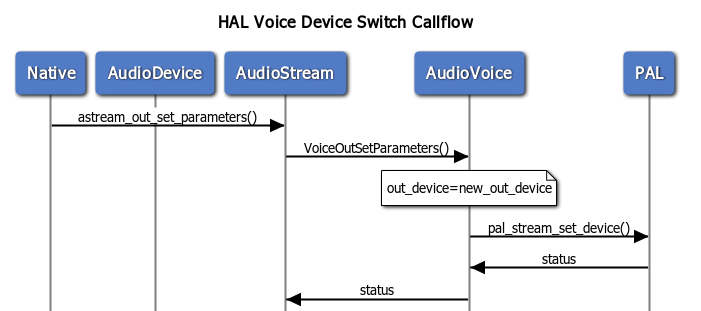 HAL Voice Device Switch Callflow
Native
AudioDevice
AudioStream
AudioVoice
PAL
astream_out_set_parameters()
VoiceOutSetParameters()
out_device=new_out_device
pal_stream_set_device()
status
status